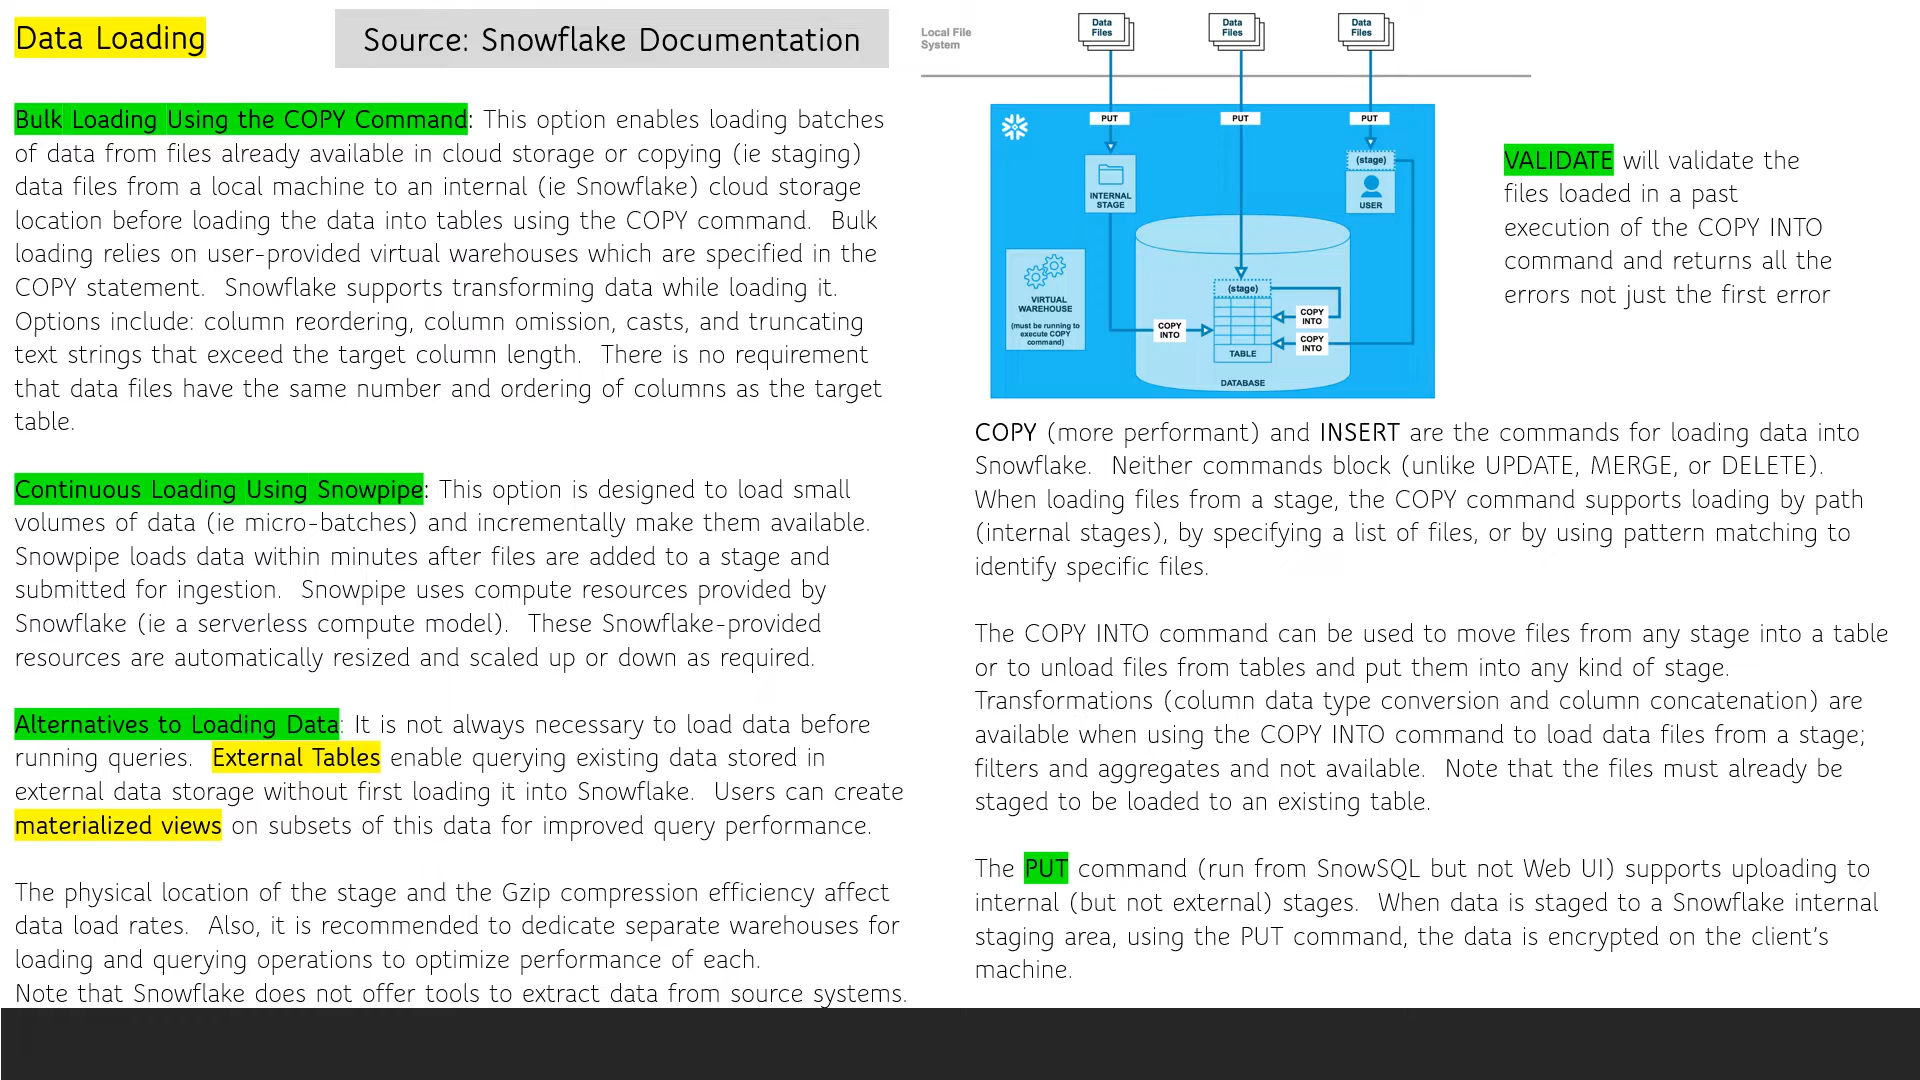 Data Loading
Source: Snowflake Documentation
Bulk Loading Using the COPY Command: This option enables loading batches
of data from files already available in cloud storage or copying (ie staging)
data files from a local machine to an internal (ie Snowflake) cloud storage
location before loading the data into tables using the COPY command. Bulk
loading relies on user-provided virtual warehouses which are specified in the
COPY statement. Snowflake supports transforming data while loading it.
Options include: column reordering, column omission, casts, and truncating
text strings that exceed the target column length. There is no requirement
that data files have the same number and ordering of columns as the target
table.
Continuous Loading Using Snowpipe: This option is designed to load small
volumes of data (ie micro-batches) and incrementally make them available.
Snowpipe loads data within minutes after files are added to a stage and
submitted for ingestion. Snowpipe uses compute resources provided by
Snowflake (ie a serverless compute model). These Snowflake-provided
resources are automatically resized and scaled up or down as required.
Alternatives to Loading Data: It is not always necessary to load data before
running queries. External Tables enable querying existing data stored in
external data storage without first loading it into Snowflake. Users can create
materialized views on subsets of this data for improved query performance.
The physical location of the stage and the Gzip compression efficiency affect
data load rates. Also, it is recommended to dedicate separate warehouses for
loading and querying operations to optimize performance of each.
Note that Snowflake does not offer tools to extract data from source systems.
Local File
System
Data
Files
Data
Files
Data
Files
PUT
PUT
PUT
INTERNAL
STAGE
(stage)
USER
VIRTUAL
WAREHOUSE
(must be running to
execute COPY
command)
(stage)
COPY
INTO
COPY
INTO
COPY
INTO
TABLE
DATABASE
VALIDATE will validate the
files loaded in a past
execution of the COPY INTO
command and returns all the
errors not just the first error
COPY (more performant) and INSERT are the commands for loading data into
Snowflake. Neither commands block (unlike UPDATE, MERGE, or DELETE).
When loading files from a stage, the COPY command supports loading by path
(internal stages), by specifying a list of files, or by using pattern matching to
identify specific files.
The COPY INTO command can be used to move files from any stage into a table
or to unload files from tables and put them into any kind of stage.
Transformations (column data type conversion and column concatenation) are
available when using the COPY INTO command to load data files from a stage;
filters and aggregates and not available. Note that the files must already be
staged to be loaded to an existing table.
The PUT command (run from SnowSQL but not Web UI) supports uploading to
internal (but not external) stages. When data is staged to a Snowflake internal
staging area, using the PUT command, the data is encrypted on the client's
machine.